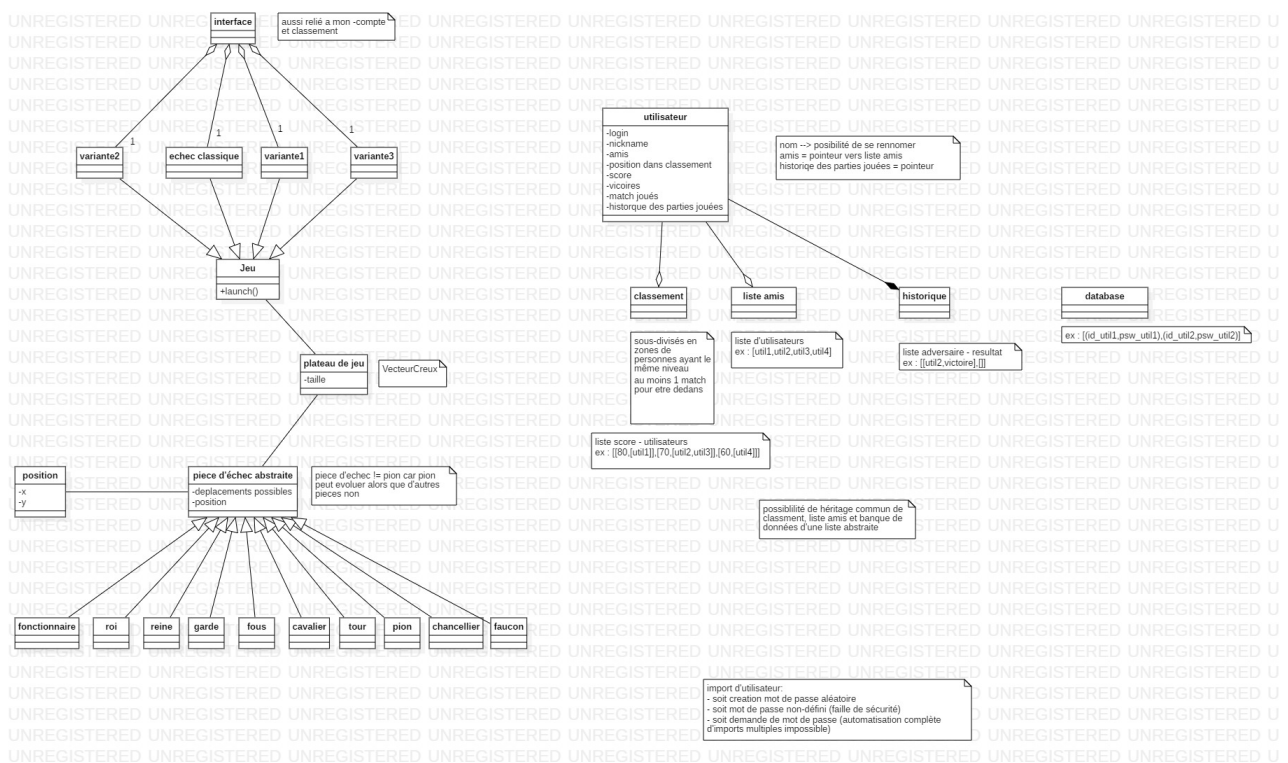 interface
aussi relié a mon -compte
et classement
1
1
1
1
variante2
echec classique
variante1
variante3
Jeu
+launch()
plateau de jeu
-taille
VecteurCreux
position
-x
-y
piece d'échec abstraite
-deplacements possibles
-position
piece d'echec != pion car pion
peut evoluer alors que d'autres
pieces non
fonctionnaire
roi
reine
garde
fous
cavalier
tour
pion
chancellier
faucon
utilisateur
-login
-nickname
-amis
-position dans classement
-score
-vicoires
-match joués
-historque des parties jouées
nom --> posibilité de se rennomer
amis = pointeur vers liste amis
historiqe des parties jouées = pointeur
classement
liste amis
historique
database
sous-divisés en
zones de
personnes ayant le
même niveau
au moins 1 match
pour etre dedans
liste d'utilisateurs
ex : [util1,util2,util3,util4]
liste adversaire - resultat
ex : [[util2,victoire],[]]
ex : [(id_util1,psw_util1),(id_util2,psw_util2)]
liste score - utilisateurs
ex : [[80,[util1]],[70,[util2,util3]],[60,[util4]]]
possiblilité de héritage commun de
classment, liste amis et banque de
données d'une liste abstraite
import d'utilisateur:
- soit creation mot de passe aléatoire
- soit mot de passe non-défini (faille de sécurité)
- soit demande de mot de passe (automatisation complète
d'imports multiples impossible)
UNREGISTERED